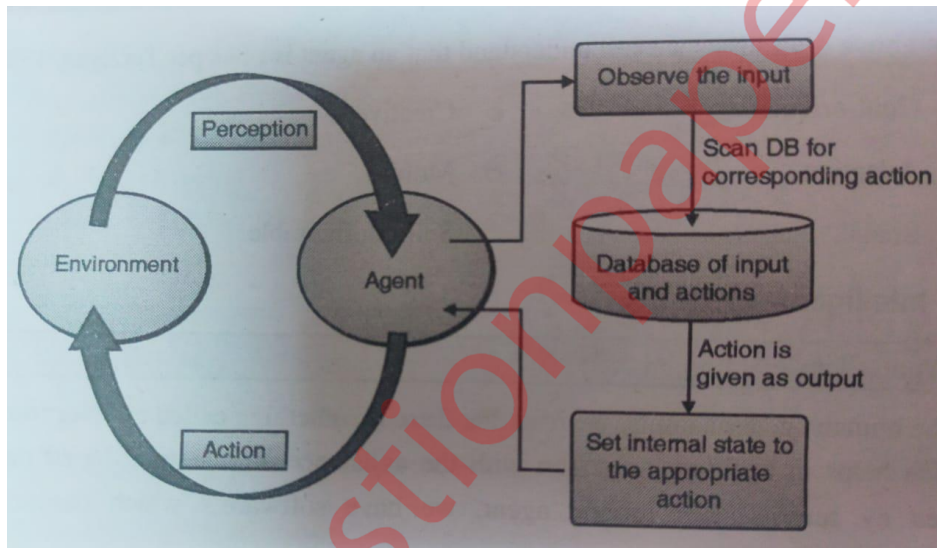 Perception
Environment
Agent
Action
Observe the input
Scan DB for
corresponding action
Database of input
and actions
Action is
given as output
Set internal state to
the appropriate
action
stionpape